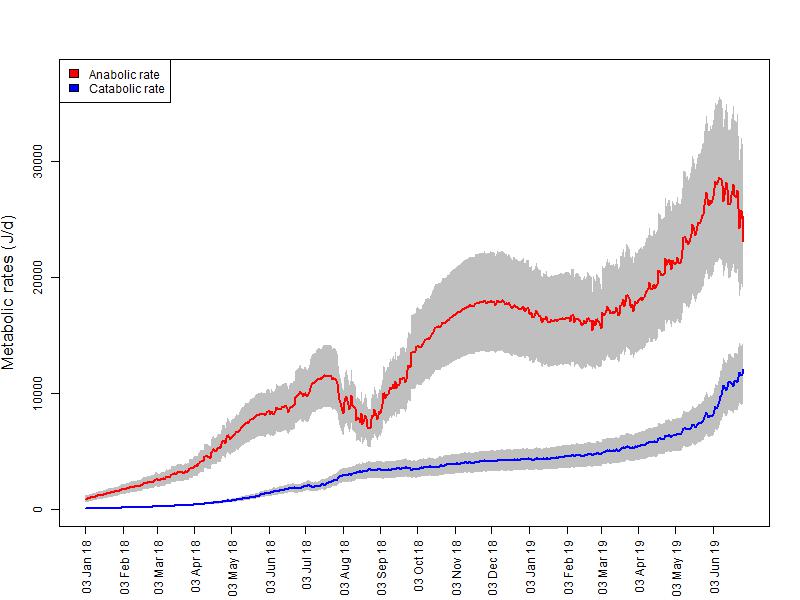 Anabolic rate
Catabolic rate
Metabolic rates (J/d)
30000
20000
10000
0
03 Jan 18
03 Feb 18
03 Mar 18
03 Apr 18
03 May 18
03 Jun 18
03 Jul 18
03 Aug 18
03 Sep 18
03 Oct 18
03 Nov 18
03 Dec 18
03 Jan 19
03 Feb 19
03 Mar 19
03 Apr 19
03 May 19
03 Jun 19